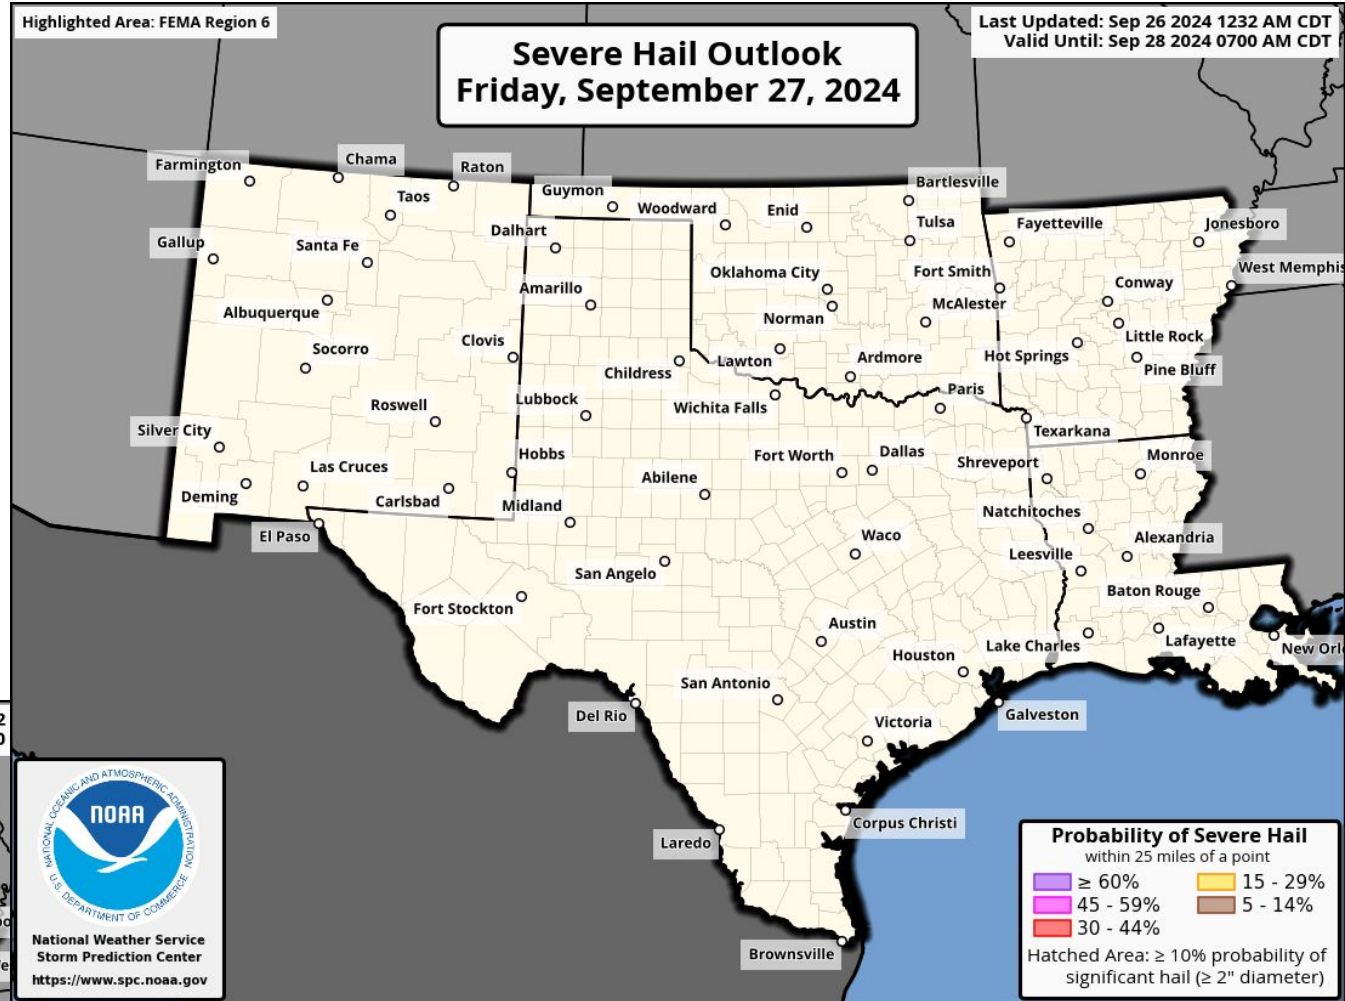 Highlighted Area: FEMA Region 6
Severe Hail Outlook
Friday, September 27, 2024
Last Updated: Sep 26 2024 1232 AM CDT
Valid Until: Sep 28 2024 0700 AM CDT
Farmington
Chama
Raton
Taos
Guymon
Woodward
Enid
Bartlesville
Gallup
Santa Fe
Dalhart
Tulsa
Fayetteville
Jonesboro
Amarillo
Oklahoma City
Fort Smith
West Memphis
Albuquerque
Norman
McAlester
Conway
Socorro
Clovis
Childress
Lawton
Ardmore
Hot Springs
Little Rock
Pine Bluff
Roswell
Lubbock
Wichita Falls
Paris
Texarkana
Silver City
Las Cruces
Hobbs
Abilene
Fort Worth
Dallas
Shreveport
Monroe
Deming
Carlsbad
Midland
Natchitoches
El Paso
Waco
Alexandria
San Angelo
Leesville
Fort Stockton
Baton Rouge
Austin
Lake Charles
Lafayette
New Orl
Houston
San Antonio
Del Rio
Victoria
Galveston
Laredo
Corpus Christi
Brownsville
2
0
NATIONAL OCEANIC AND ATMOSPHERIC ADMINISTRATION
NOAA
U.S. DEPARTMENT OF COMMERCE
National Weather Service
Storm Prediction Center
https://www.spc.noaa.gov
Probability of Severe Hail
within 25 miles of a point
≥ 60%
15 - 29%
45 - 59%
5 - 14%
30 - 44%
Hatched Area: ≥ 10% probability of
significant hail (≥ 2" diameter)